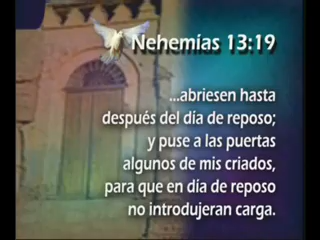 Nehemías 13:19
...abriesen hasta
después del día de reposo;
y puse a las puertas
algunos de mis criados,
para que en día de reposo
no introdujeran carga.